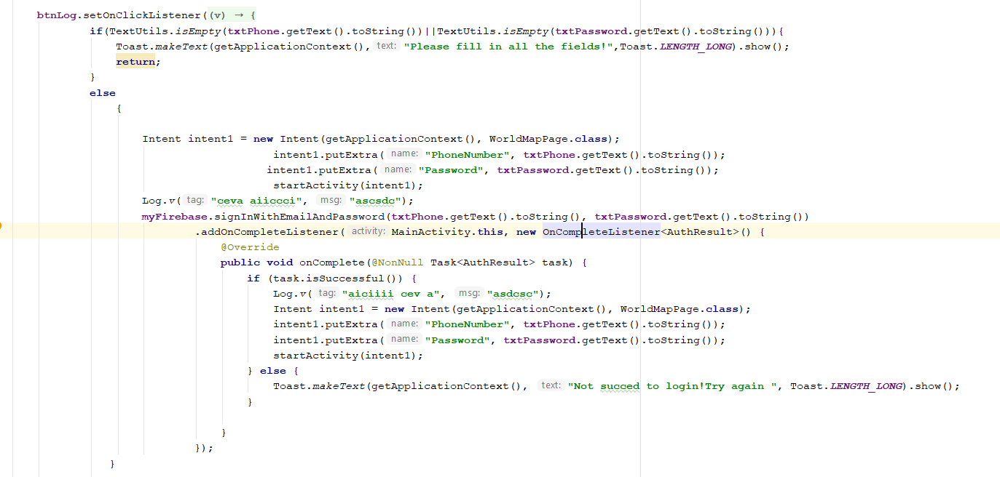 btnLog.setOnClickListener((v) → {
if(TextUtils.isEmpty(txtPhone.getText().toString())||TextUtils.isEmpty(txtPassword.getText().toString())){
Toast.makeText(getApplicationContext(), text: "Please fill in all the fields!",Toast.LENGTH_LONG).show();
return;
}
else
{
Intent intent1 = new Intent(getApplicationContext(), WorldMapPage.class);
intent1.putExtra( name: "PhoneNumber", txtPhone.getText().toString());
intent1.putExtra( name: "Password", txtPassword.getText().toString());
startActivity(intent1);
Log.v( tag: "ceva aiiccci", msg: "ascsdc");
myFirebase.signInWithEmailAndPassword(txtPhone.getText().toString(), txtPassword.getText().toString())
.addOnCompleteListener( activity: MainActivity.this, new OnCompleteListener<AuthResult>() {
@Override
public void onComplete(@NonNull Task<AuthResult> task) {
if (task.isSuccessful()) {
Log.v( tag: "aiciiii cev a", msg: "asdcsc");
Intent intent1 = new Intent(getApplicationContext(), WorldMapPage.class);
intent1.putExtra( name: "PhoneNumber", txtPhone.getText().toString());
intent1.putExtra( name: "Password", txtPassword.getText().toString());
startActivity(intent1);
} else {
Toast.makeText(getApplicationContext(), text: "Not succed to login!Try again ", Toast.LENGTH_LONG).show();
}
}
});
}